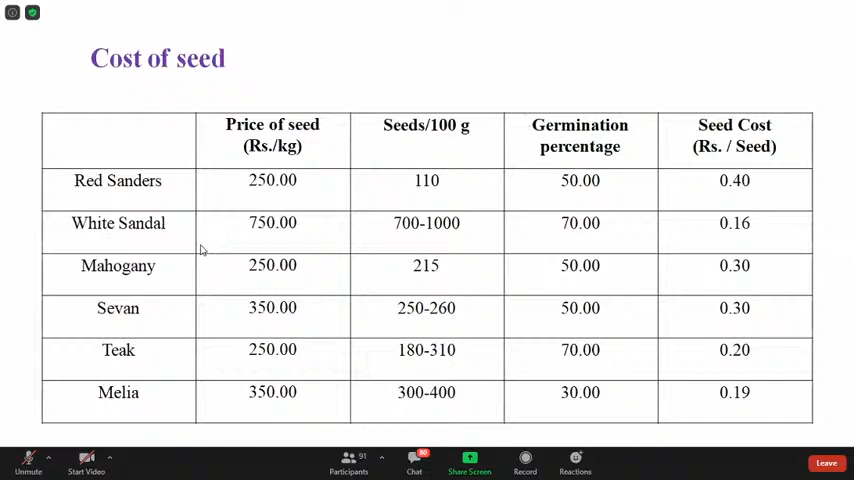 Cost of seed
Price of seed (Rs./kg) Seeds/100 g Germination percentage Seed Cost (Rs. / Seed)
Red Sanders 250.00 110 50.00 0.40
White Sandal 750.00 700-1000 70.00 0.16
Mahogany 250.00 215 50.00 0.30
Sevan 350.00 250-260 50.00 0.30
Teak 250.00 180-310 70.00 0.20
Melia 350.00 300-400 30.00 0.19
91 80
Unmute Start Video Participants Chat Share Screen Record Reactions Leave